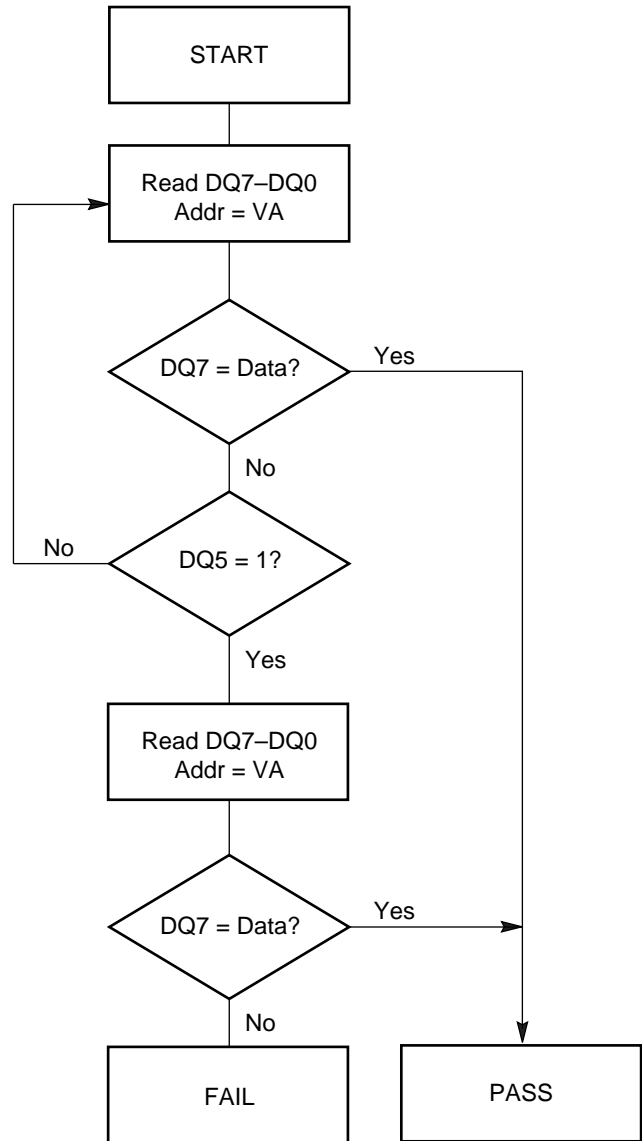 START
Read DQ7–DQ0
Addr = VA
DQ7 = Data?
Yes
No
No
DQ5 = 1?
Yes
Read DQ7–DQ0
Addr = VA
DQ7 = Data?
Yes
No
FAIL
PASS